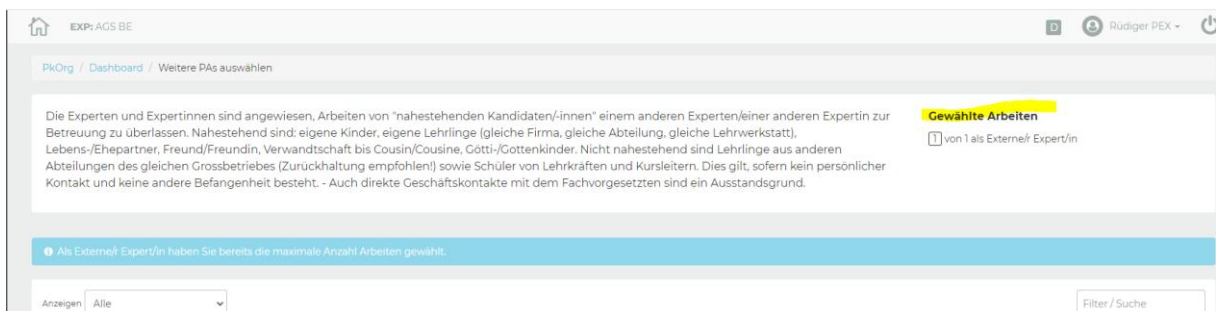 EXP: AGS BE
D
Rüdiger PEX
PkOrg / Dashboard / Weitere PAs auswählen
Die Experten und Expertinnen sind angewiesen, Arbeiten von "nahestehenden Kandidaten/-innen" einem anderen Experten/einer anderen Expertin zur
Betreuung zu überlassen. Nahestehend sind: eigene Kinder, eigene Lehrlinge (gleiche Firma, gleiche Abteilung, gleiche Lehrwerkstatt),
Lebens-/Ehepartner, Freund/Freundin, Verwandtschaft bis Cousin/Cousine, Götti-/Gottenkinder. Nicht nahestehend sind Lehrlinge aus anderen
Abteilungen des gleichen Grossbetriebes (Zurückhaltung empfohlen!) sowie Schüler von Lehrkräften und Kursleitern. Dies gilt, sofern kein persönlicher
Kontakt und keine andere Befangenheit besteht. - Auch direkte Geschäftskontakte mit dem Fachvorgesetzten sind ein Ausstandsgrund.
Gewählte Arbeiten
1 von 1 als Externe/r Expert/in
Als Externe/r Expert/in haben Sie bereits die maximale Anzahl Arbeiten gewählt.
Anzeigen Alle
Filter / Suche